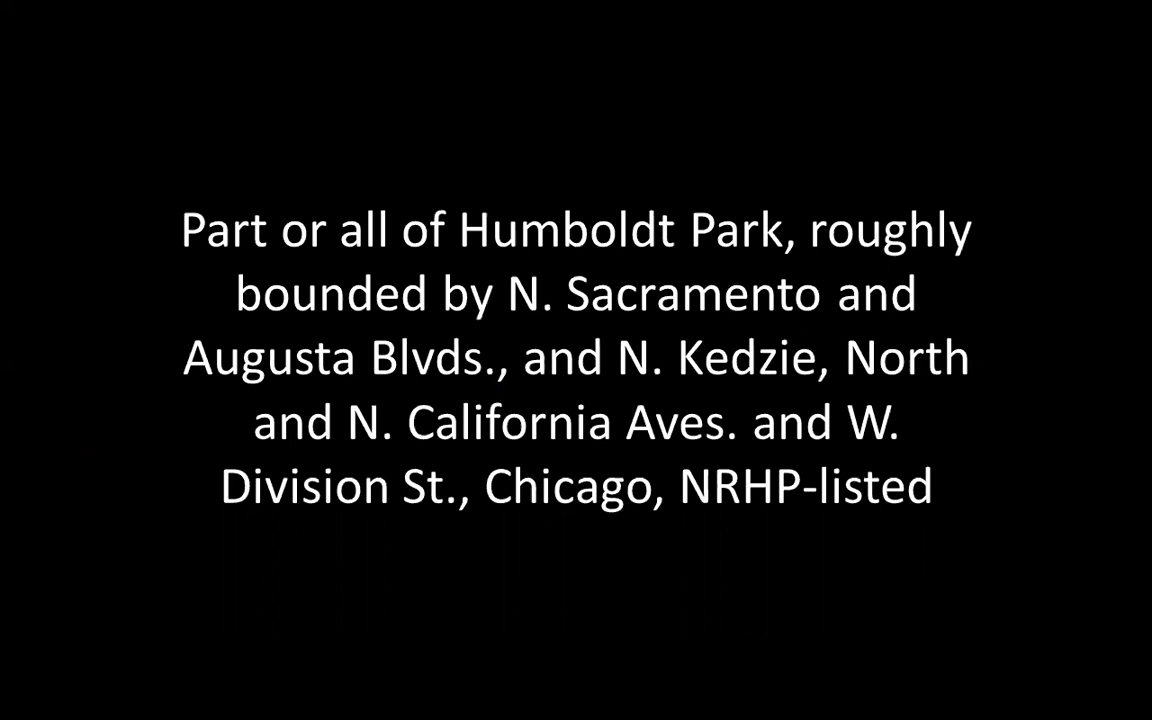 Part or all of Humboldt Park, roughly
bounded by N. Sacramento and
Augusta Blvds., and N. Kedzie, North
and N. California Aves. and W.
Division St., Chicago, NRHP-listed